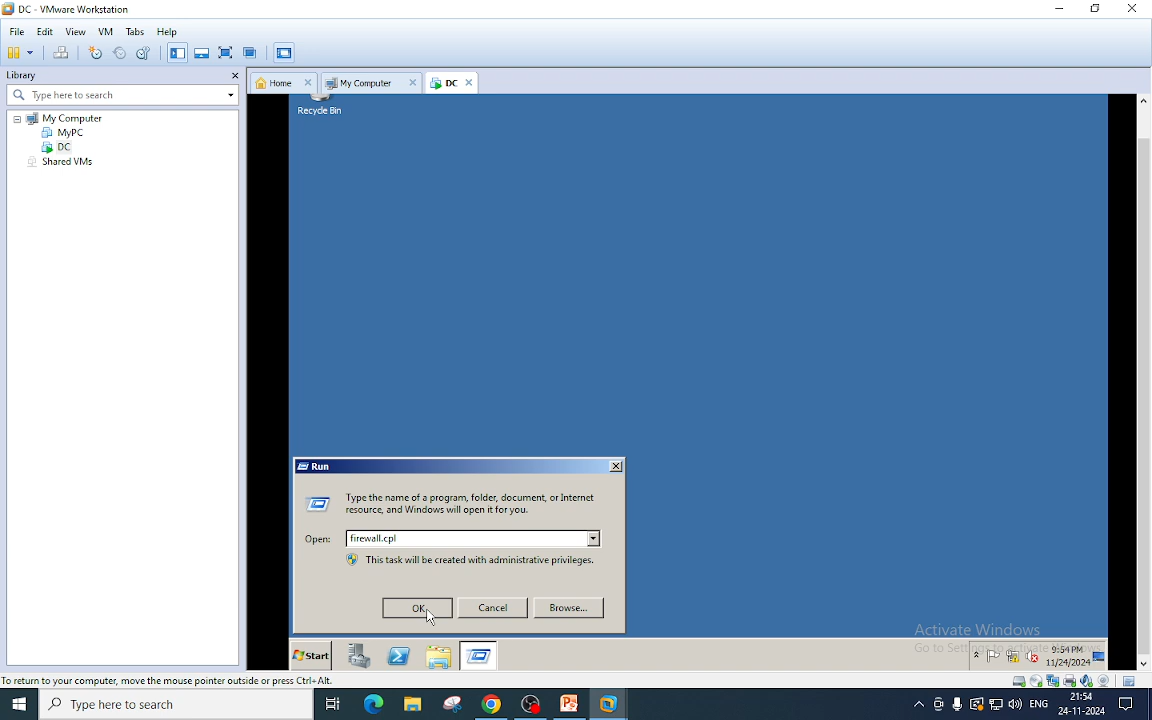 DC - VMware Workstation
File Edit View VM Tabs Help
Library
Type here to search
My Computer
MyPC
DC
Shared VMs
Home
My Computer
DC
Recycle Bin
Run
Type the name of a program, folder, document, or Internet
resource, and Windows will open it for you.
Open: firewall.cpl
This task will be created with administrative privileges.
OK Cancel Browse...
Activate Windows
Start
9:54 PM
11/24/2024
To return to your computer, move the mouse pointer outside or press Ctrl+Alt.
Type here to search
ENG
21:54
24-11-2024